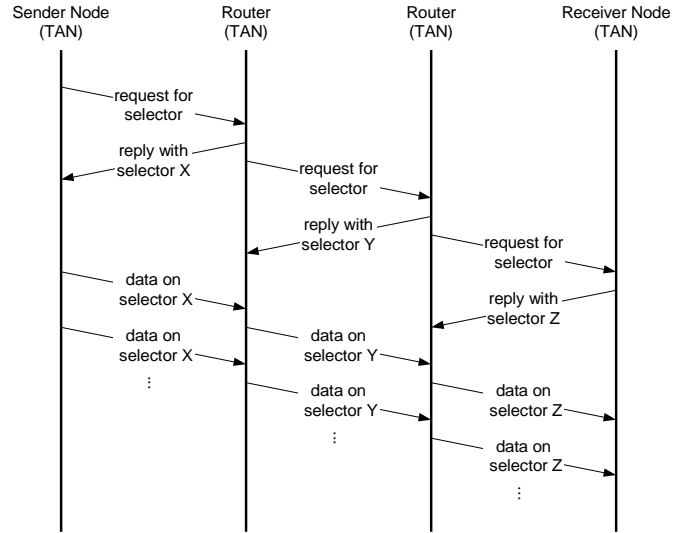 Sender Node
(TAN)
Router
(TAN)
Router
(TAN)
Receiver Node
(TAN)
request for
selector
reply with
selector X
request for
selector
reply with
selector Y
request for
selector
reply with
selector Z
data on
selector X
data on
selector X
...
data on
selector Y
data on
selector Y
...
data on
selector Z
data on
selector Z
...